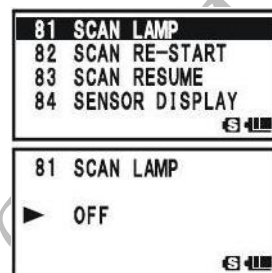 81 SCAN LAMP
82 SCAN RE-START
83 SCAN RESUME
84 SENSOR DISPLAY
S
81 SCAN LAMP
▶ OFF
S